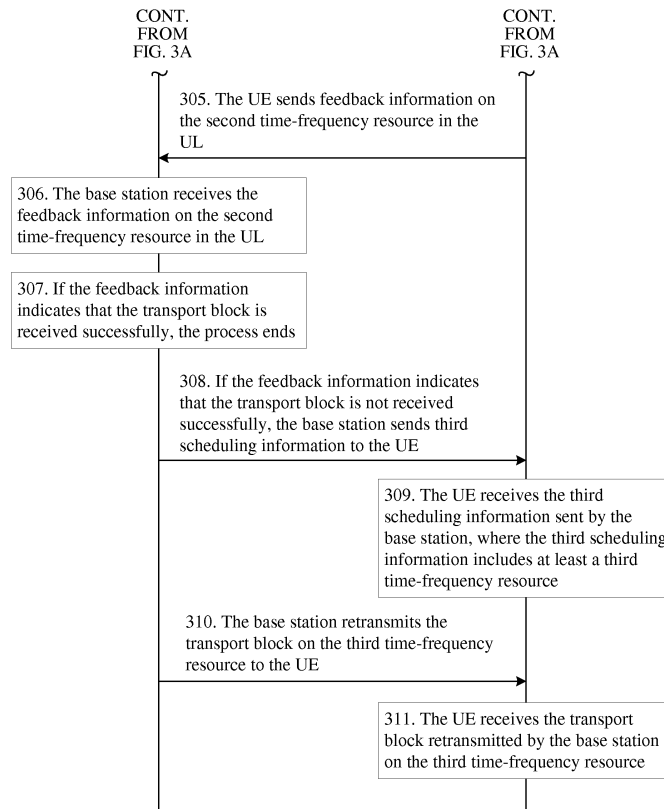 CONT.
FROM
FIG. 3A
CONT.
FROM
FIG. 3A
305. The UE sends feedback information on
the second time-frequency resource in the
UL
306. The base station receives the
feedback information on the second
time-frequency resource in the UL
307. If the feedback information
indicates that the transport block is
received successfully, the process ends
308. If the feedback information indicates
that the transport block is not received
successfully, the base station sends third
scheduling information to the UE
309. The UE receives the third
scheduling information sent by the
base station, where the third scheduling
information includes at least a third
time-frequency resource
310. The base station retransmits the
transport block on the third time-frequency
resource to the UE
311. The UE receives the transport
block retransmitted by the base station
on the third time-frequency resource